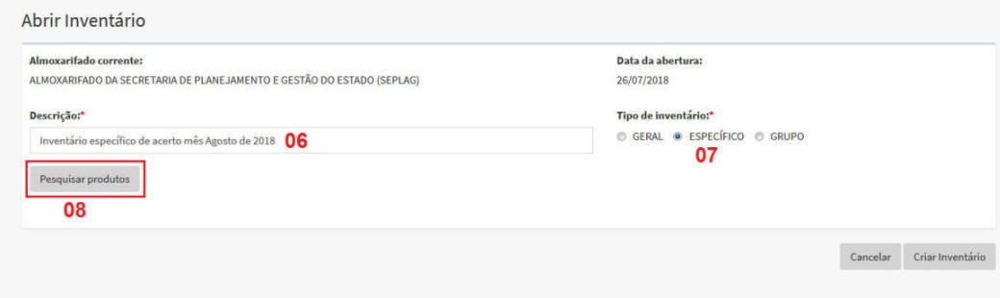 Abrir Inventário
Almoxarifado corrente:
ALMOXARIFADO DA SECRETARIA DE PLANEJAMENTO E GESTÃO DO ESTADO (SEPLAG)
Data da abertura:
26/07/2018
Descrição:*
Inventário específico de acerto mês Agosto de 2018 06
Tipo de inventário:*
GERAL ESPECÍFICO GRUPO
07
Pesquisar produtos
08
Cancelar Criar Inventário